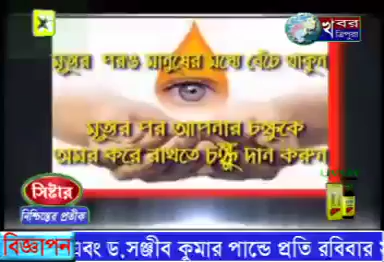 খবর
ত্রিপুরা
মৃত্যুর পরও মানুষের মধ্যে বেঁচে থাকুন
মৃত্যুর পর আপনার চক্ষুকে
অমর করে রাখতে চক্ষু দান করুন
সিষ্টার
নিশ্চিন্তের প্রতীক
বিজ্ঞাপন এবং ড.সঞ্জীব কুমার পান্ডে প্রতি রবিবার